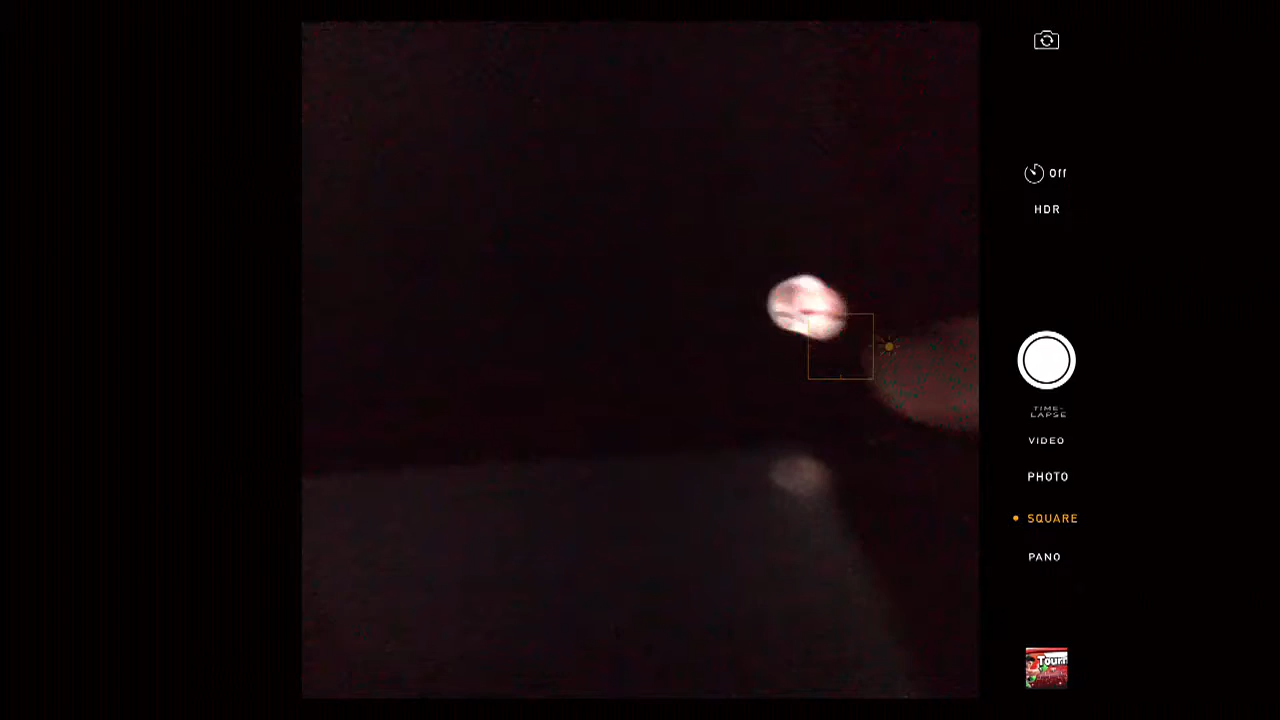 Off
HDR
TIME-
LAPSE
VIDEO
PHOTO
SQUARE
PANO